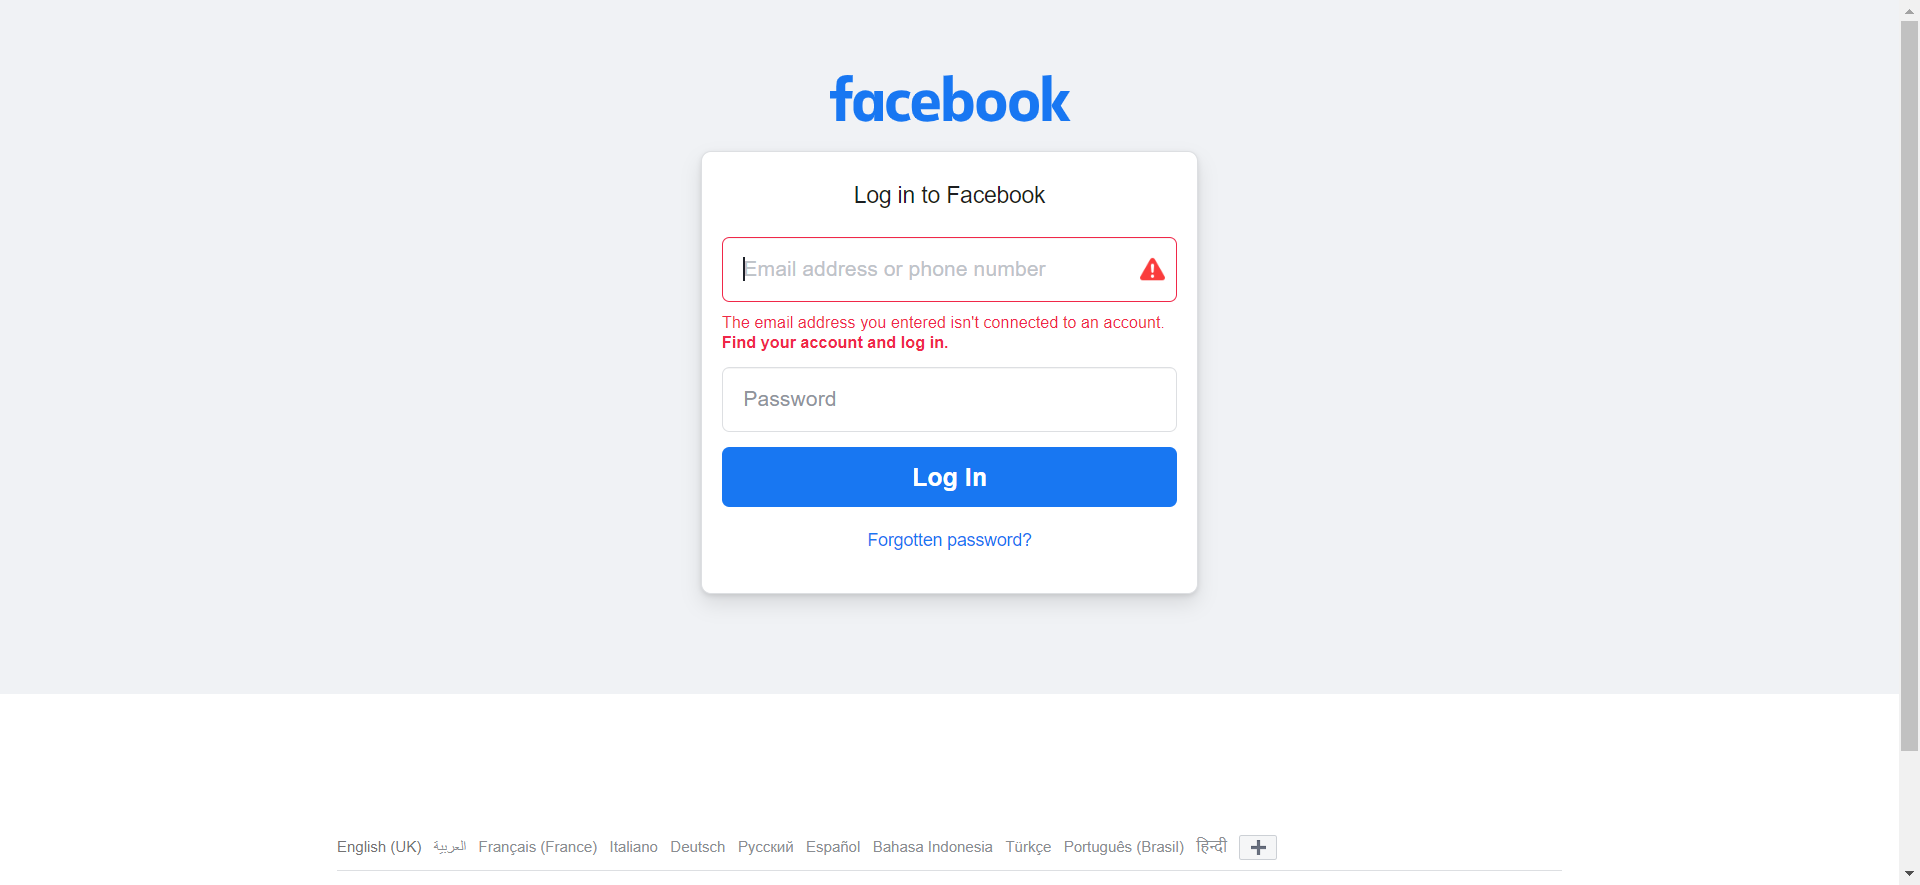 facebook
Log in to Facebook
Email address or phone number
The email address you entered isn't connected to an account.
Find your account and log in.
Password
Log In
Forgotten password?
English (UK) العربية Français (France) Italiano Deutsch Русский Español Bahasa Indonesia Türkçe Português (Brasil) हिन्दी